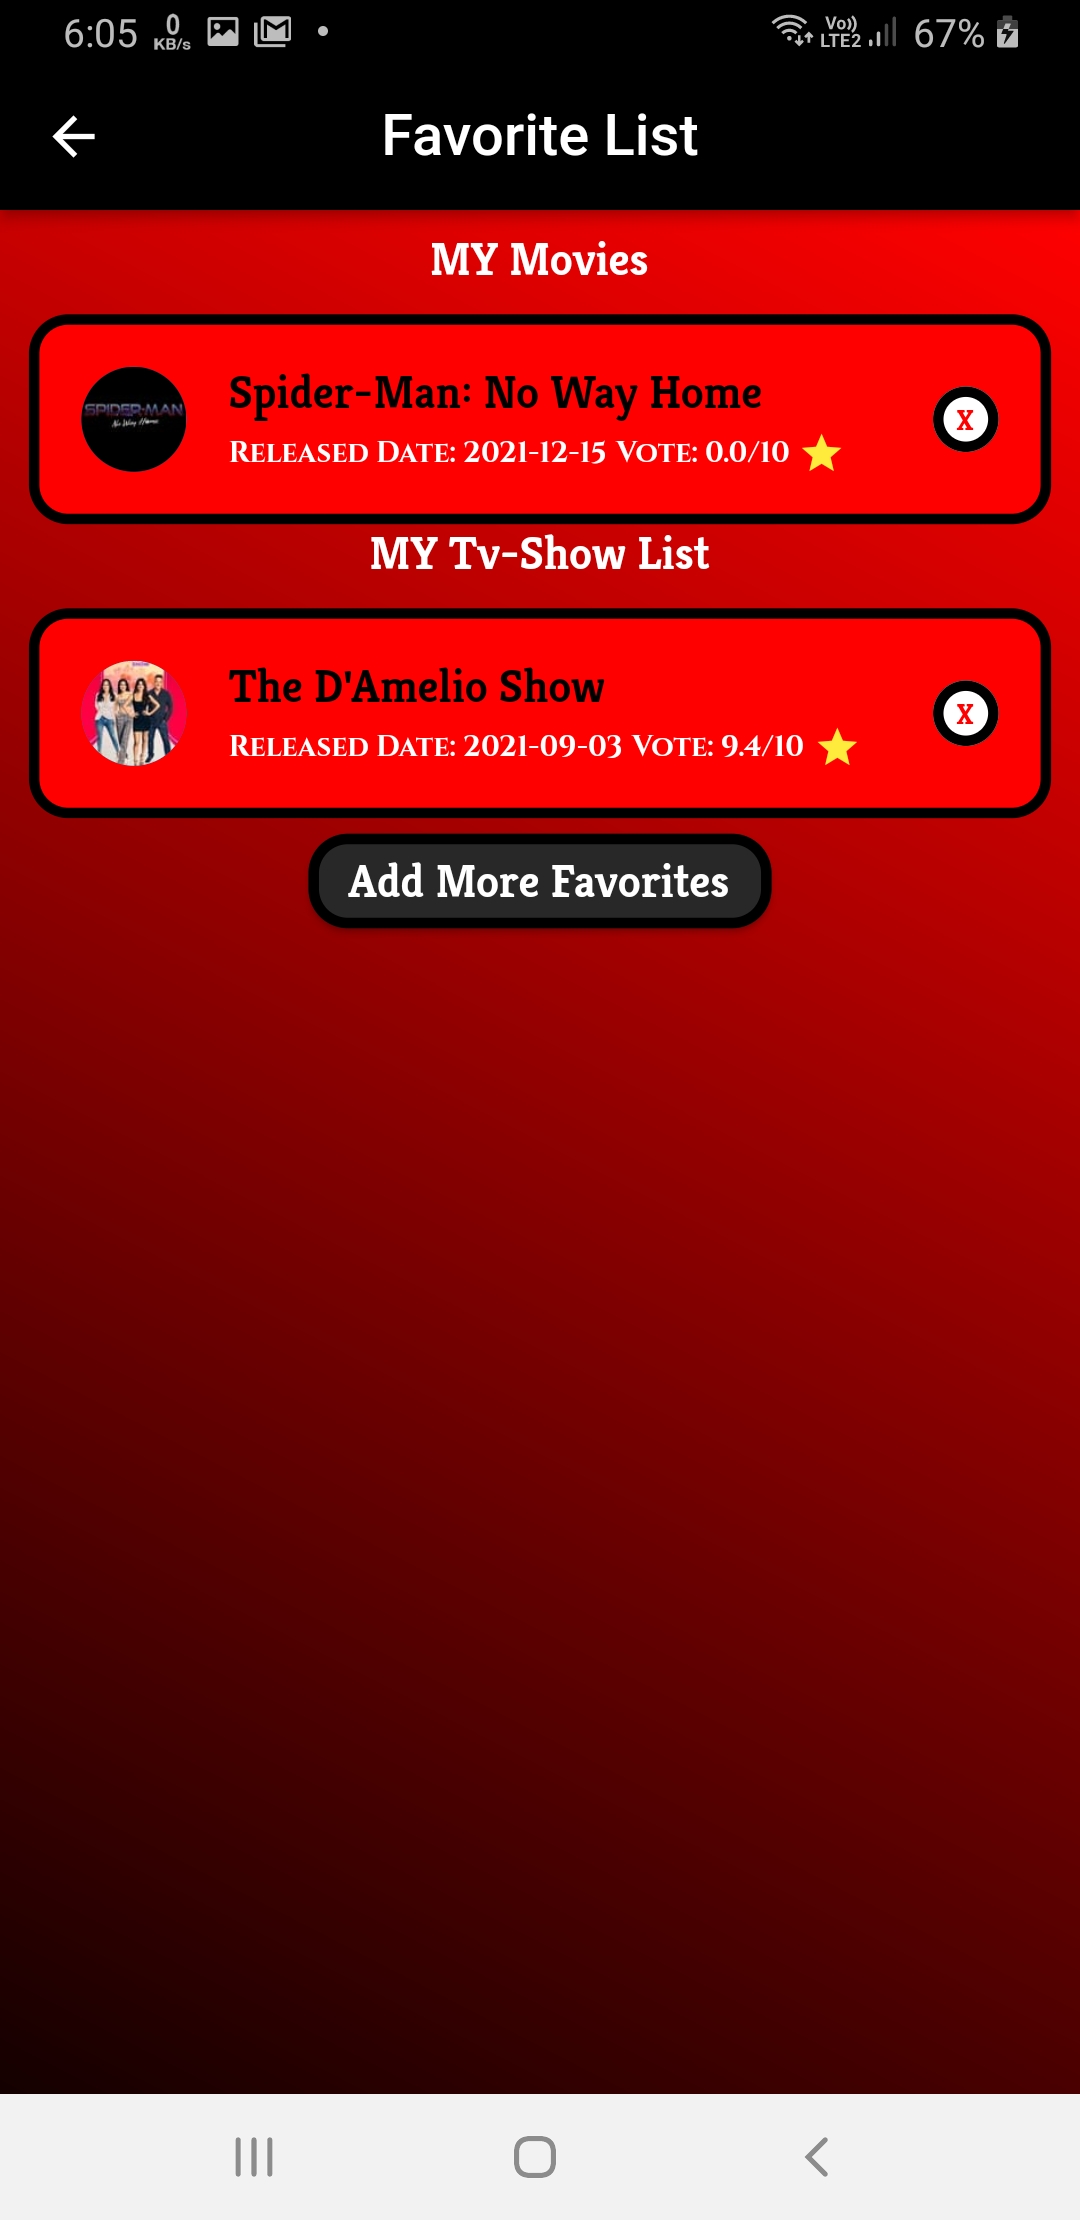 6:05 0 KB/s Vo)) LTE2 67%
Favorite List
MY Movies
SPIDER-MAN
No Way Home
Spider-Man: No Way Home
Released Date: 2021-12-15 Vote: 0.0/10
X
MY Tv-Show List
The D'Amelio Show
Released Date: 2021-09-03 Vote: 9.4/10
X
Add More Favorites